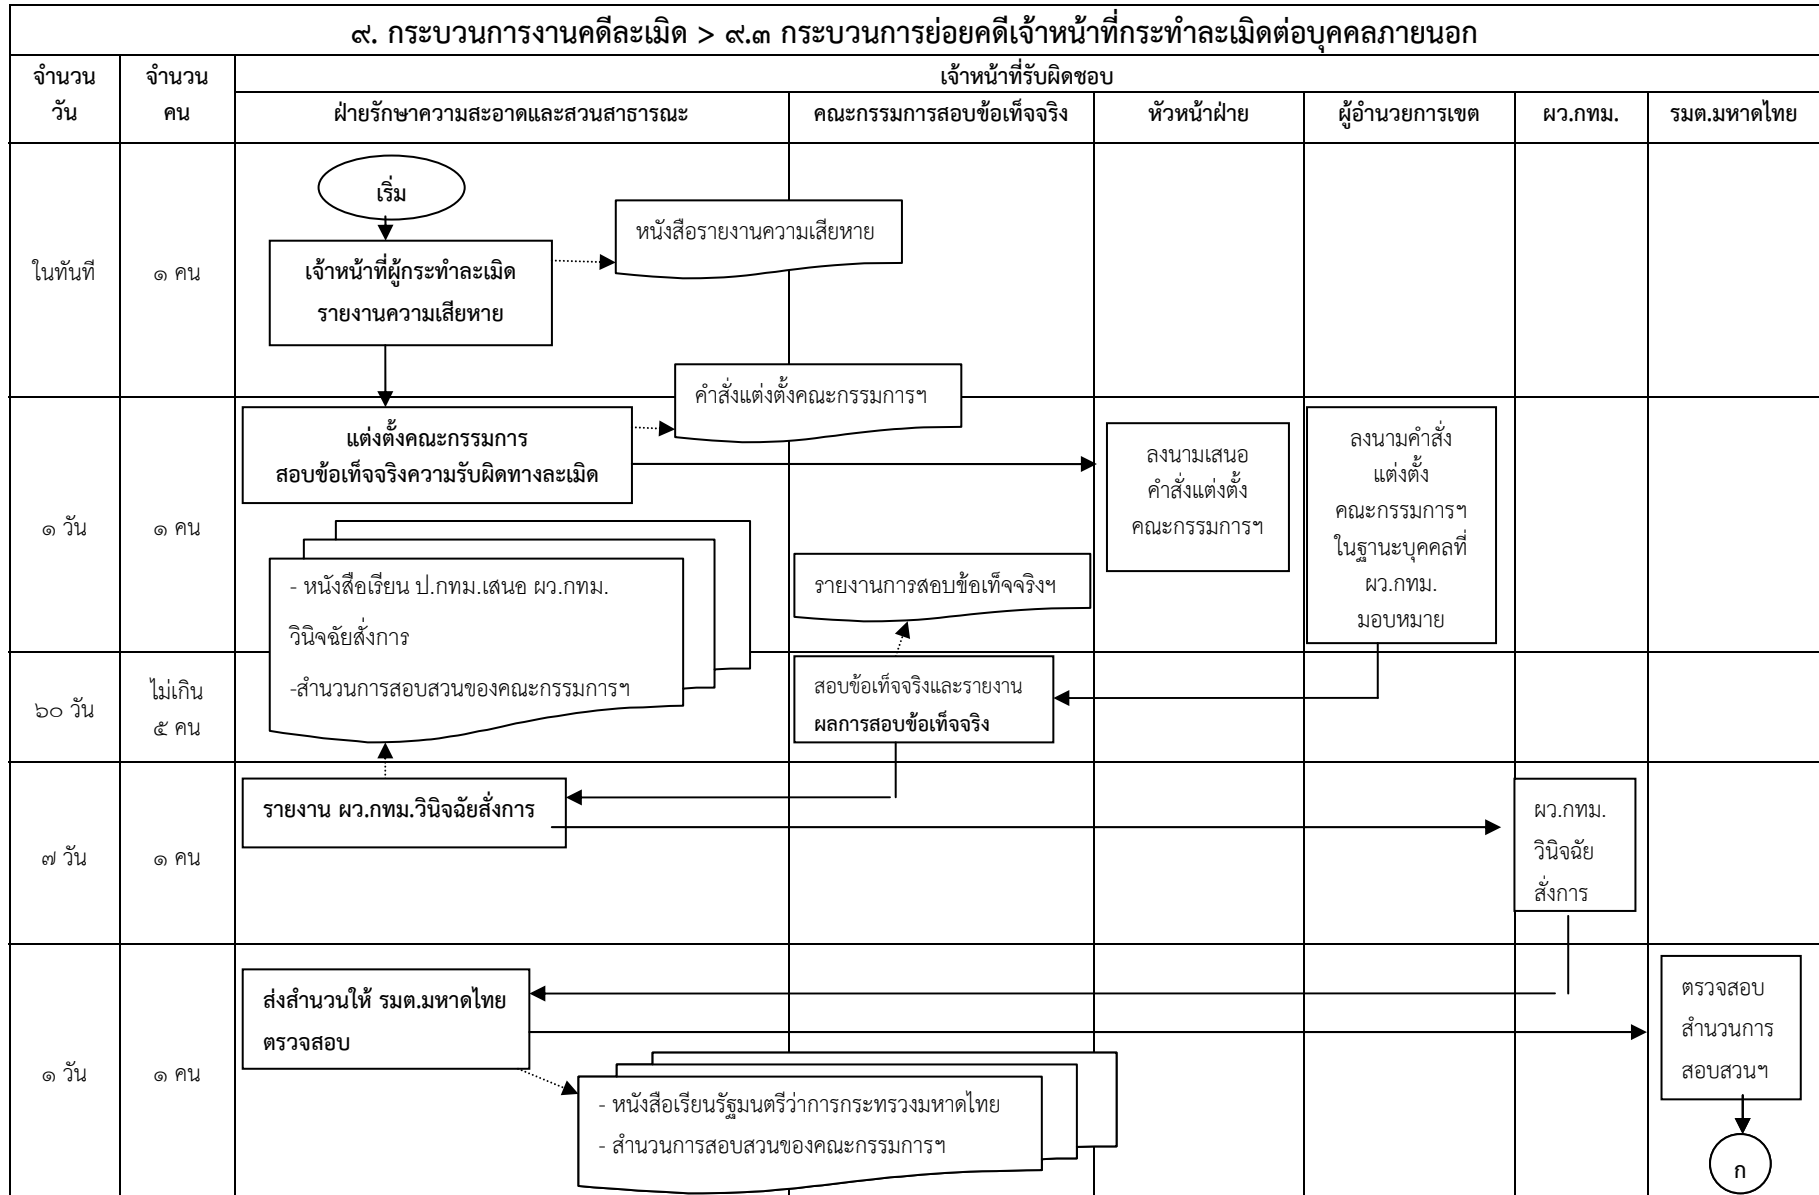 ๙. กระบวนการงานคดีละเมิด > ๙.๓ กระบวนการย่อยคดีเจ้าหน้าที่กระทำละเมิดต่อบุคคลภายนอก
จำนวน
วัน
จำนวน
คน
เจ้าหน้าที่รับผิดชอบ
ฝ่ายรักษาความสะอาดและสวนสาธารณะ
คณะกรรมการสอบข้อเท็จจริง
หัวหน้าฝ่าย
ผู้อำนวยการเขต
ผว.กทม.
รมต.มหาดไทย
ในทันที
๑ คน
เริ่ม
เจ้าหน้าที่ผู้กระทำละเมิด
รายงานความเสียหาย
หนังสือรายงานความเสียหาย
๑ วัน
๑ คน
แต่งตั้งคณะกรรมการ
สอบข้อเท็จจริงความรับผิดทางละเมิด
คำสั่งแต่งตั้งคณะกรรมการฯ
ลงนามเสนอ
คำสั่งแต่งตั้ง
คณะกรรมการฯ
ลงนามคำสั่ง
แต่งตั้ง
คณะกรรมการฯ
ในฐานะบุคคลที่
ผว.กทม.
มอบหมาย
- หนังสือเรียน ป.กทม.เสนอ ผว.กทม.
วินิจฉัยสั่งการ
-สำนวนการสอบสวนของคณะกรรมการฯ
รายงานการสอบข้อเท็จจริงฯ
๖๐ วัน
ไม่เกิน
๕ คน
สอบข้อเท็จจริงและรายงาน
ผลการสอบข้อเท็จจริง
๗ วัน
๑ คน
รายงาน ผว.กทม.วินิจฉัยสั่งการ
ผว.กทม.
วินิจฉัย
สั่งการ
๑ วัน
๑ คน
ส่งสำนวนให้ รมต.มหาดไทย
ตรวจสอบ
- หนังสือเรียนรัฐมนตรีว่าการกระทรวงมหาดไทย
- สำนวนการสอบสวนของคณะกรรมการฯ
ตรวจสอบ
สำนวนการ
สอบสวนฯ
ก